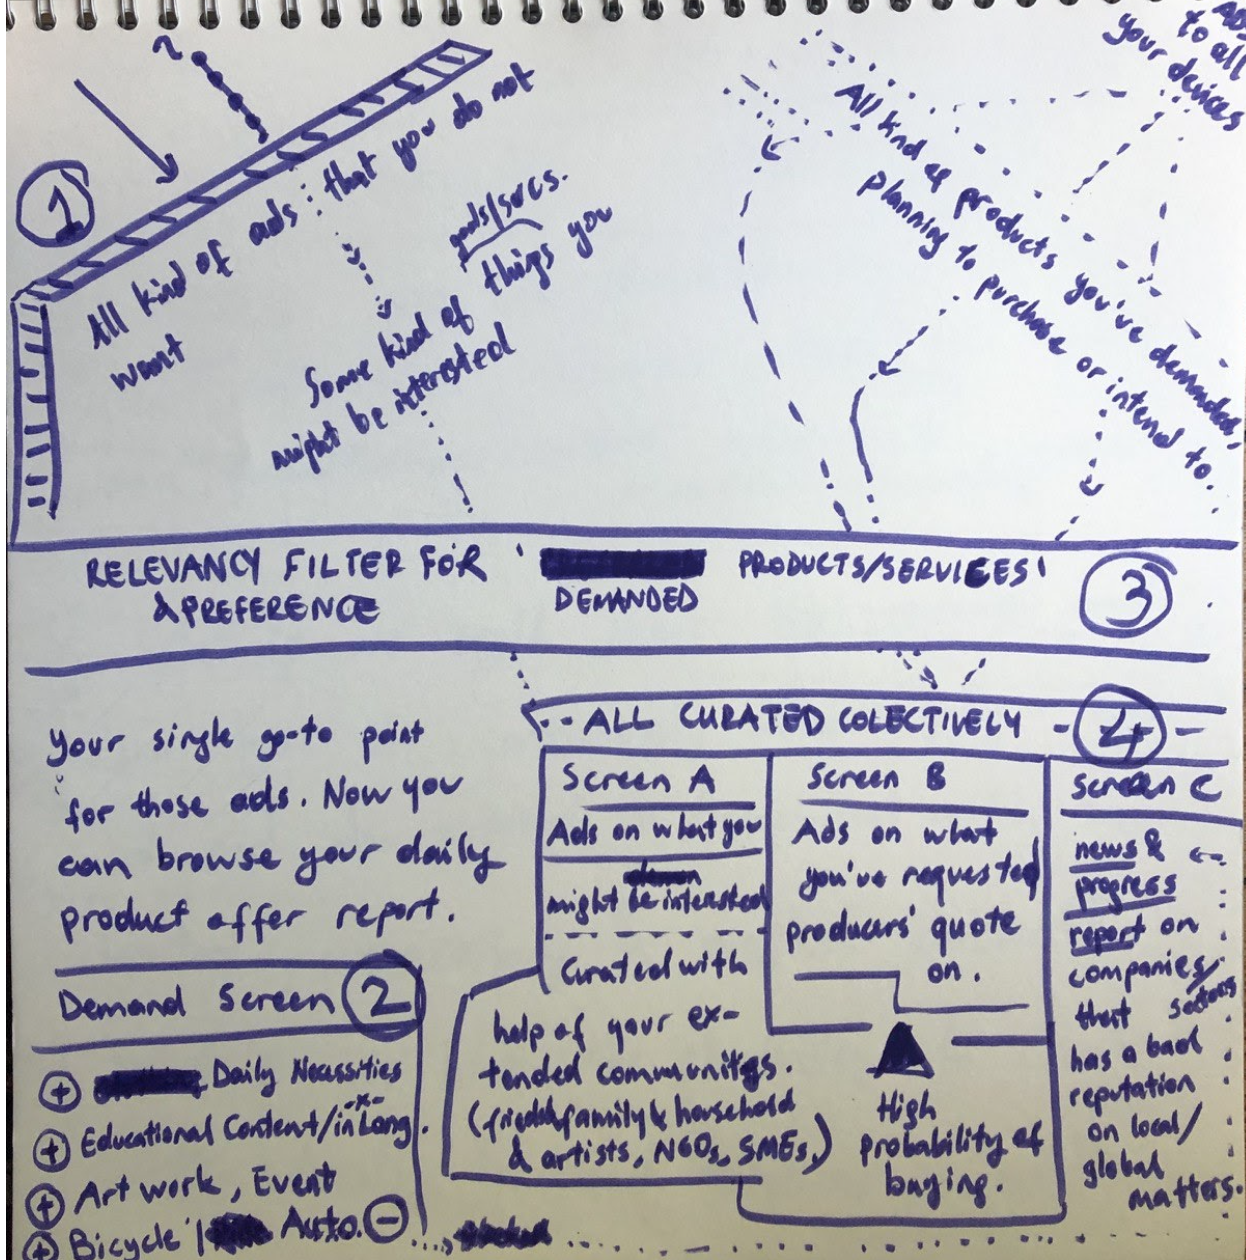 1
2
All kind of ads that you do not
want
goods/svcs.
Some kind of things you
might be interested
ADS
to all
your devices
All kind of products you've demanded,
planning to purchase or intend to.
RELEVANCY FILTER FOR ' PRODUCTS/SERVICES'
& PREFERENCE DEMANDED
3
Your single go-to point
for those ads. Now you
can browse your daily
product offer report.
Demand Screen 2
+ Daily Necessities
+ Educational Content/in Long.
+ Art work, Event
+ Bicycle / Auto. -
ALL CURATED COLECTIVELY - 4 -
Screen A
Ads on what you
might be interested
Curated with
help of your ex-
tended communities.
(friends, family & household
& artists, NGOs, SMEs,)
Screen B
Ads on what
you've requested
producers' quote
on.
High
probability of
buying.
Screen C
news &
progress
report on
companies/
sectors
that
has a bad
reputation
on local/
global
matters.